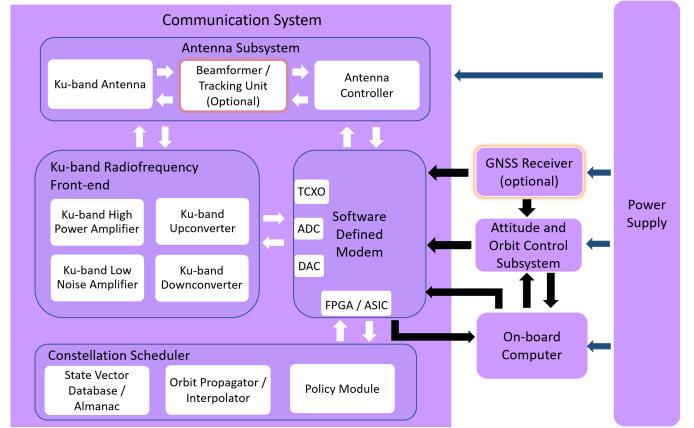 Communication System
Antenna Subsystem
Ku-band Antenna
Beamformer /
Tracking Unit
(Optional)
Antenna
Controller
Ku-band Radiofrequency
Front-end
Ku-band High
Power Amplifier
Ku-band
Upconverter
Ku-band Low
Noise Amplifier
Ku-band
Downconverter
TCXO
ADC
DAC
Software
Defined
Modem
FPGA / ASIC
Constellation Scheduler
State Vector
Database /
Almanac
Orbit Propagator /
Interpolator
Policy Module
GNSS Receiver
(optional)
Attitude and
Orbit Control
Subsystem
On-board
Computer
Power
Supply